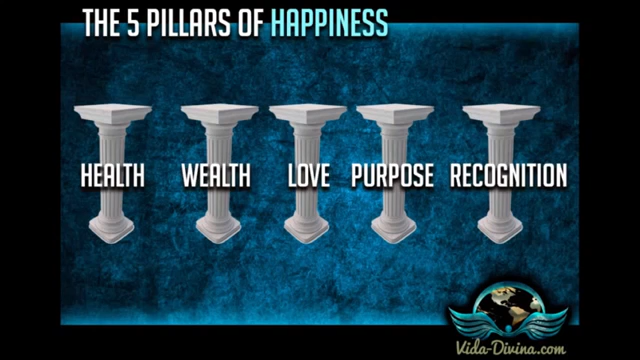 THE 5 PILLARS OF HAPPINESS
HEALTH WEALTH LOVE PURPOSE RECOGNITION
Vida-Divina.com